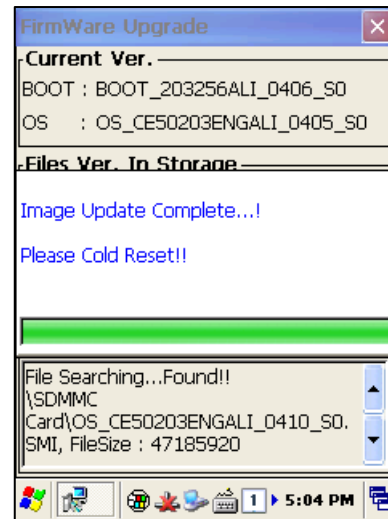 FirmWare Upgrade
Current Ver.
BOOT : BOOT_203256ALI_0406_S0
OS : OS_CE50203ENGALI_0405_S0
Files Ver. In Storage
Image Update Complete...!
Please Cold Reset!!
File Searching...Found!!
\SDMMC
Card\OS_CE50203ENGALI_0410_S0.
SMI, FileSize : 47185920
1 5:04 PM